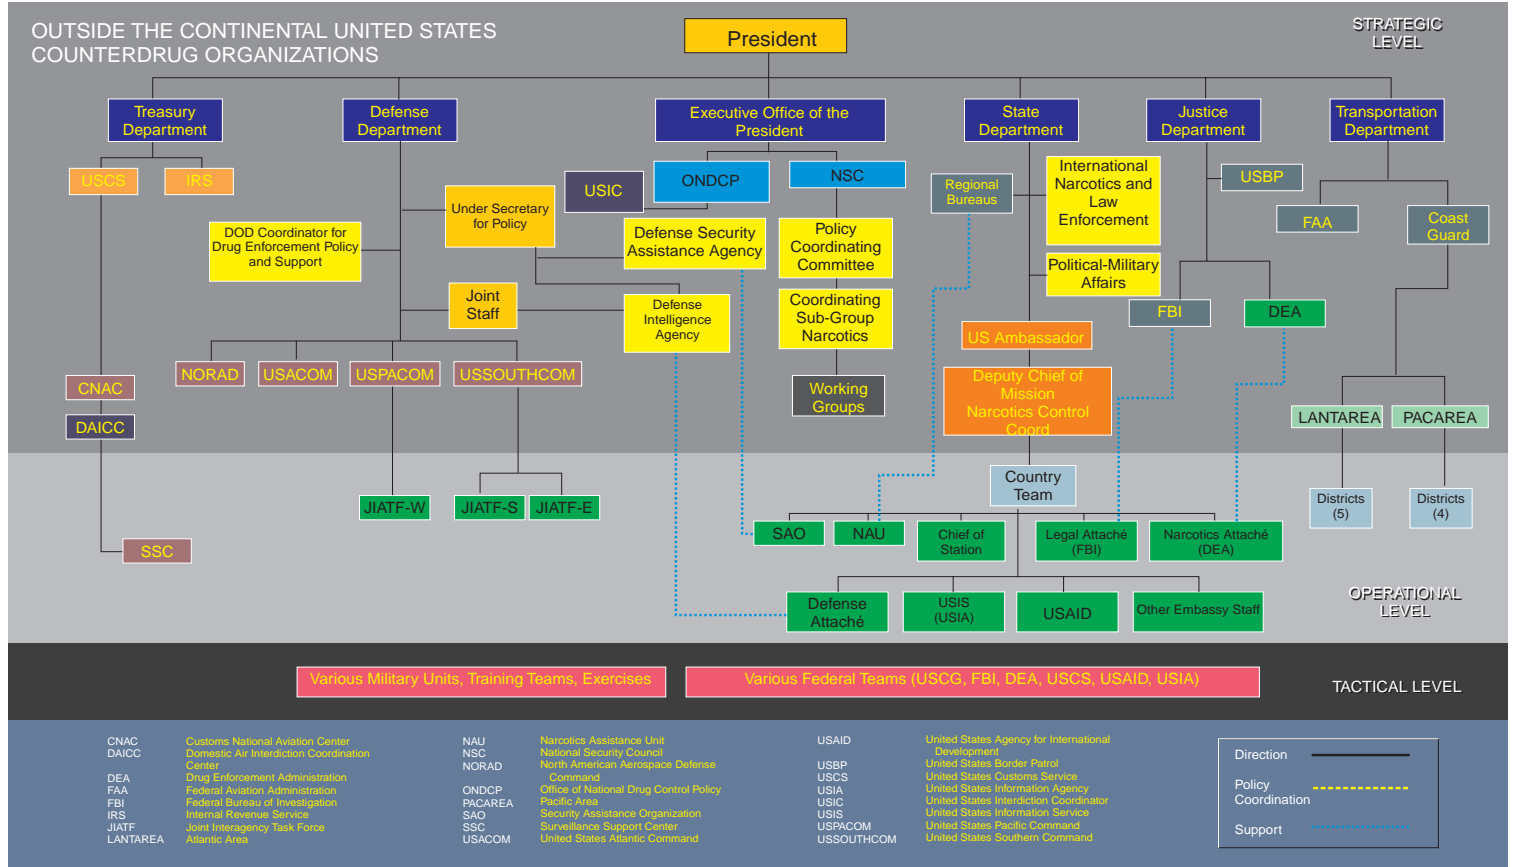 OUTSIDE THE CONTINENTAL UNITED STATES
COUNTERDRUG ORGANIZATIONS
President
STRATEGIC
LEVEL
Treasury
Department
Defense
Department
Executive Office of the
President
State
Department
Justice
Department
Transportation
Department
USCS
IRS
USIC
ONDCP
NSC
Regional
Bureaus
International
Narcotics and
Law
Enforcement
USBP
FAA
Coast
Guard
Under Secretary
for Policy
DOD Coordinator for
Drug Enforcement Policy
and Support
Defense Security
Assistance Agency
Policy
Coordinating
Committee
Political-Military
Affairs
Joint
Staff
Defense
Intelligence
Agency
Coordinating
Sub-Group
Narcotics
FBI
DEA
US Ambassador
NORAD
USACOM
USPACOM
USSOUTHCOM
CNAC
DAICC
Working
Groups
Deputy Chief of
Mission
Narcotics Control
Coord
LANTAREA
PACAREA
Country
Team
JIATF-W
JIATF-S
JIATF-E
Districts
(5)
Districts
(4)
SSC
SAO
NAU
Chief of
Station
Legal Attaché
(FBI)
Narcotics Attaché
(DEA)
Defense
Attaché
USIS
(USIA)
USAID
Other Embassy Staff
OPERATIONAL
LEVEL
Various Military Units, Training Teams, Exercises
Various Federal Teams (USCG, FBI, DEA, USCS, USAID, USIA)
TACTICAL LEVEL
CNAC Customs National Aviation Center
DAICC Domestic Air Interdiction Coordination
Center
DEA Drug Enforcement Administration
FAA Federal Aviation Administration
FBI Federal Bureau of Investigation
IRS Internal Revenue Service
JIATF Joint Interagency Task Force
LANTAREA Atlantic Area
NAU Narcotics Assistance Unit
NSC National Security Council
NORAD North American Aerospace Defense
Command
ONDCP Office of National Drug Control Policy
PACAREA Pacific Area
SAO Security Assistance Organization
SSC Surveillance Support Center
USACOM United States Atlantic Command
USAID United States Agency for International
Development
USBP United States Border Patrol
USCS United States Customs Service
USIA United States Information Agency
USIC United States Interdiction Coordinator
USIS United States Information Service
USPACOM United States Pacific Command
USSOUTHCOM United States Southern Command
Direction
Policy
Coordination
Support